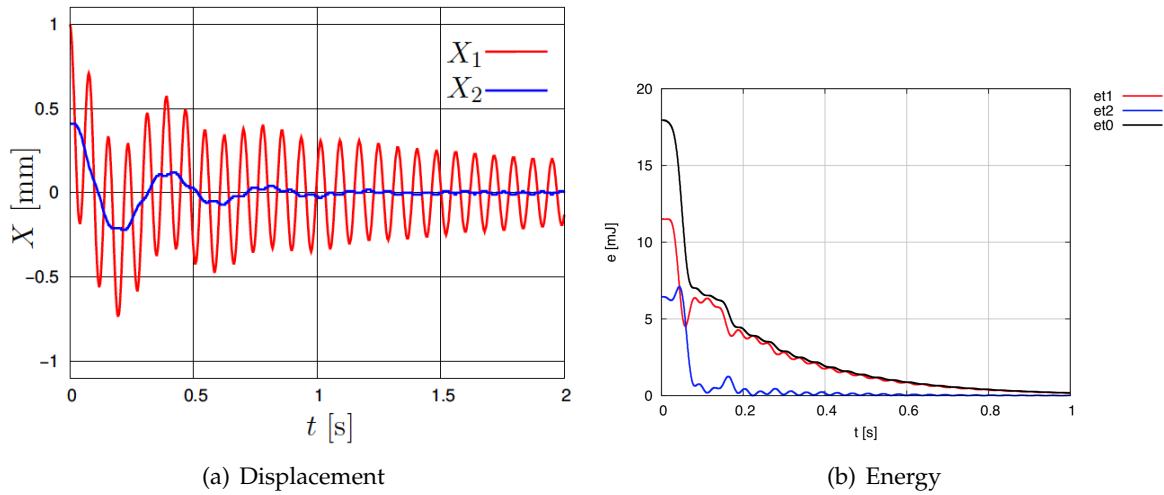 1
0.5
0
−0.5
−1
X [mm]
X1
X2
0
0.5
1
1.5
2
t [s]
(a) Displacement
20
15
10
5
0
e [mJ]
et1
et2
et0
0
0.2
0.4
0.6
0.8
1
t [s]
(b) Energy